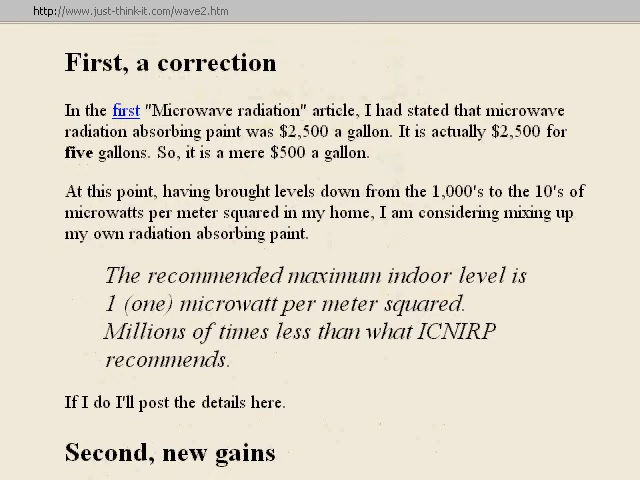 http://www.just-think-it.com/wave2.htm
First, a correction
In the first "Microwave radiation" article, I had stated that microwave
radiation absorbing paint was $2,500 a gallon. It is actually $2,500 for
five gallons. So, it is a mere $500 a gallon.
At this point, having brought levels down from the 1,000's to the 10's of
microwatts per meter squared in my home, I am considering mixing up
my own radiation absorbing paint.
The recommended maximum indoor level is
1 (one) microwatt per meter squared.
Millions of times less than what ICNIRP
recommends.
If I do I'll post the details here.
Second, new gains